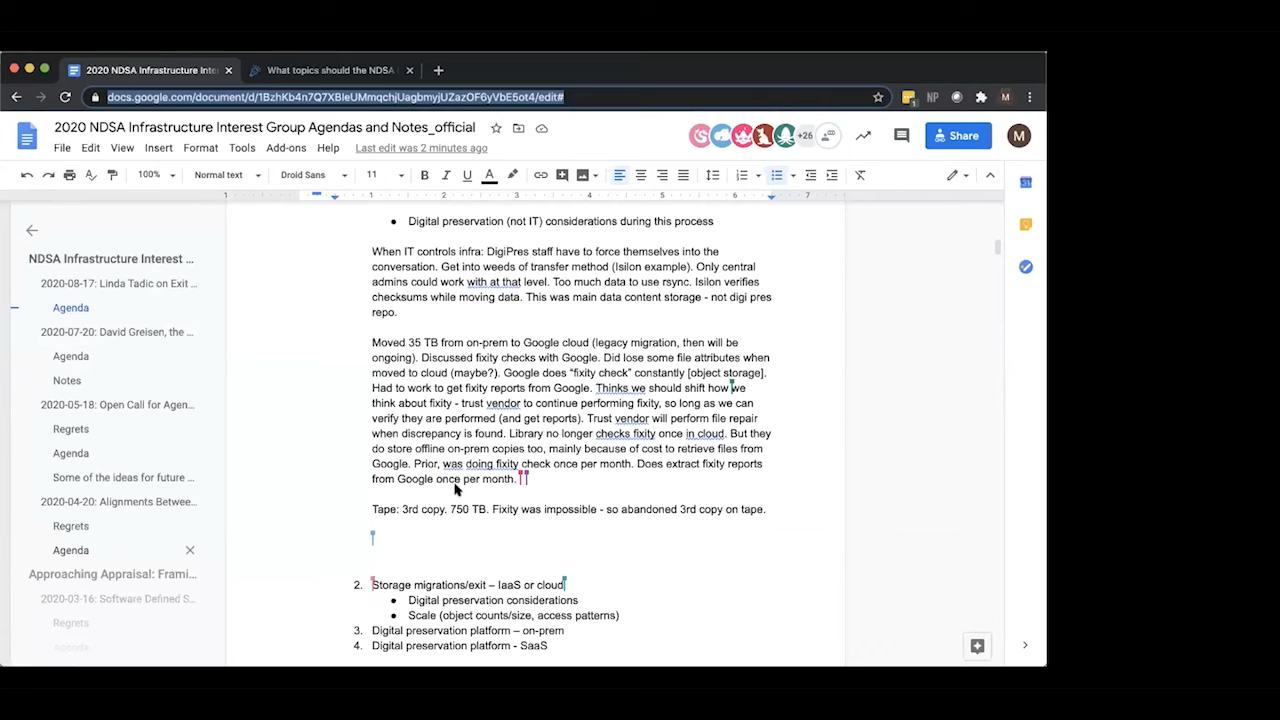 2020 NDSA Infrastructure Inte
What topics should the NDSA
docs.google.com/document/d/1BzhKb4n7Q7XBleUMmqchjUagbmyjUZazOF6yVbE5ot4/edit#
NP
M
2020 NDSA Infrastructure Interest Group Agendas and Notes_official
+26
Share
M
File Edit View Insert Format Tools Add-ons Help Last edit was 2 minutes ago
100% Normal text Droid Sans 11 B I U A
1 1 2 3 4 5 6 7
NDSA Infrastructure Interest ...
2020-08-17: Linda Tadic on Exit ...
Agenda
2020-07-20: David Greisen, the ...
Agenda
Notes
2020-05-18: Open Call for Agen...
Regrets
Agenda
Some of the ideas for future ...
2020-04-20: Alignments Betwee...
Regrets
Agenda
Approaching Appraisal: Frami...
2020-03-16: Software Defined S...
Regrets
Agenda
● Digital preservation (not IT) considerations during this process
When IT controls infra: DigiPres staff have to force themselves into the
conversation. Get into weeds of transfer method (Isilon example). Only central
admins could work with at that level. Too much data to use rsync. Isilon verifies
checksums while moving data. This was main data content storage - not digi pres
repo.
Moved 35 TB from on-prem to Google cloud (legacy migration, then will be
ongoing). Discussed fixity checks with Google. Did lose some file attributes when
moved to cloud (maybe?). Google does “fixity check” constantly [object storage].
Had to work to get fixity reports from Google. Thinks we should shift how we
think about fixity - trust vendor to continue performing fixity, so long as we can
verify they are performed (and get reports). Trust vendor will perform file repair
when discrepancy is found. Library no longer checks fixity once in cloud. But they
do store offline on-prem copies too, mainly because of cost to retrieve files from
Google. Prior, was doing fixity check once per month. Does extract fixity reports
from Google once per month.
Tape: 3rd copy. 750 TB. Fixity was impossible - so abandoned 3rd copy on tape.
2. Storage migrations/exit – IaaS or cloud
● Digital preservation considerations
● Scale (object counts/size, access patterns)
3. Digital preservation platform – on-prem
4. Digital preservation platform - SaaS